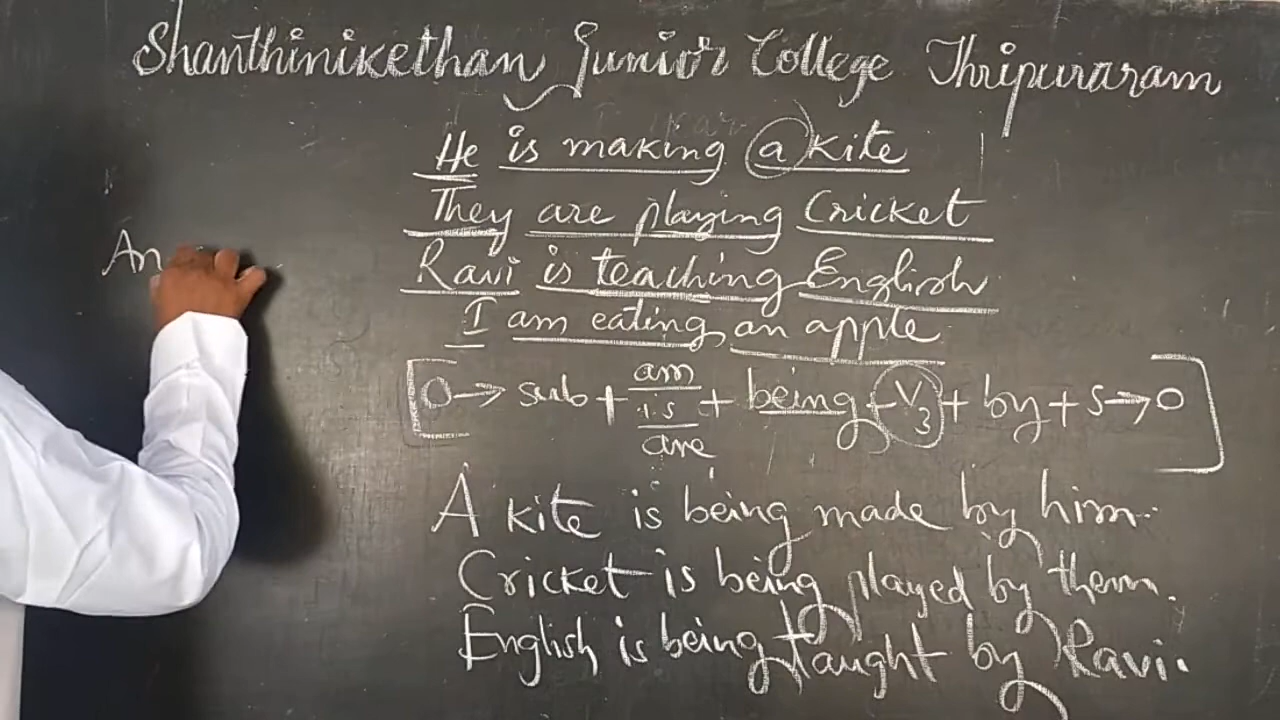 Shanthinikethan Junior College Thripuraram
He is making a kite
They are playing Cricket
Ravi is teaching English
I am eating an apple
O → sub + am/is/are + being + V3 + by + S → O
A kite is being made by him.
Cricket is being played by them.
English is being taught by Ravi.
An